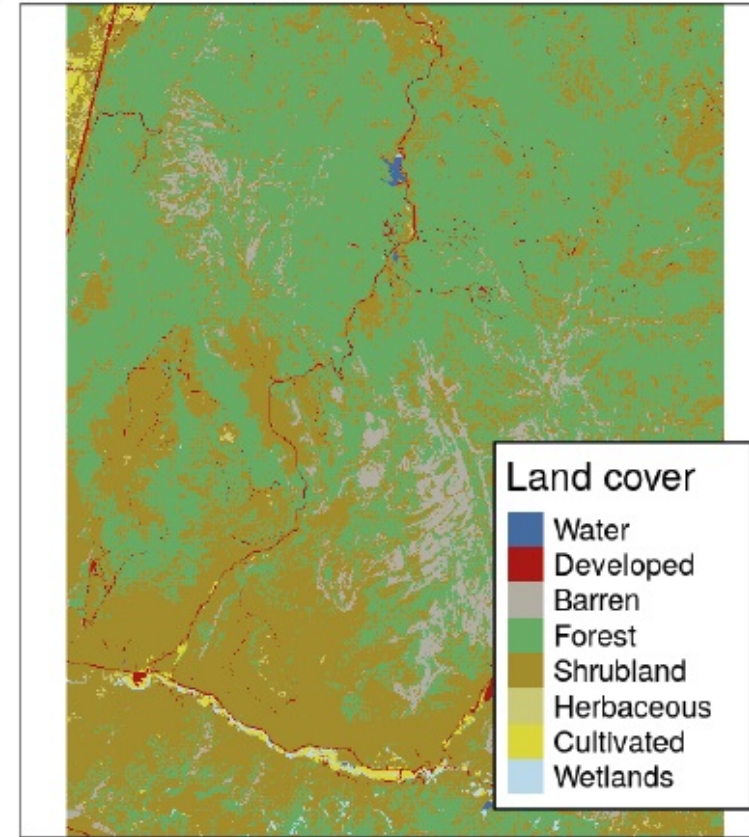 Land cover
Water
Developed
Barren
Forest
Shrubland
Herbaceous
Cultivated
Wetlands